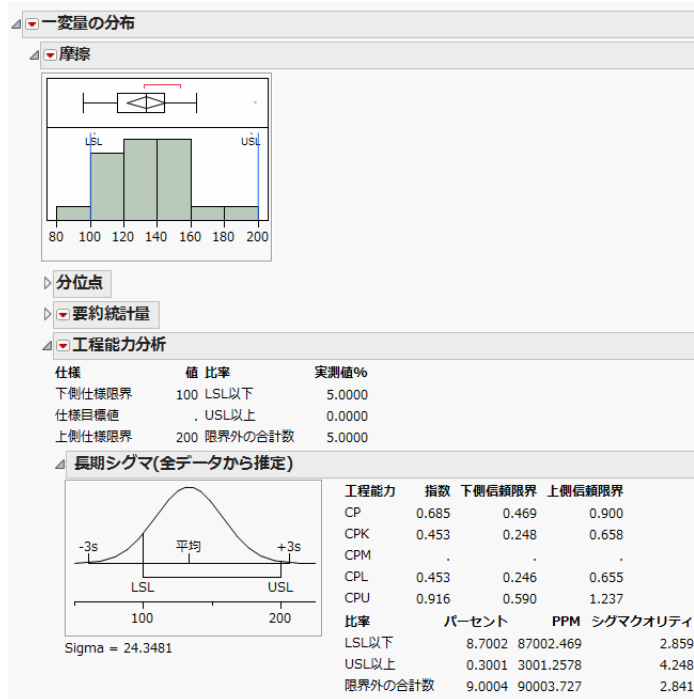 一変量の分布
摩擦
LSL USL
80 100 120 140 160 180 200
分位点
要約統計量
工程能力分析
仕様 値 比率 実測値%
下側仕様限界 100 LSL以下 5.0000
仕様目標値 . USL以上 0.0000
上側仕様限界 200 限界外の合計数 5.0000
長期シグマ(全データから推定)
-3s 平均 +3s
LSL USL
100 200
Sigma = 24.3481
工程能力 指数 下側信頼限界 上側信頼限界
CP 0.685 0.469 0.900
CPK 0.453 0.248 0.658
CPM . . .
CPL 0.453 0.246 0.655
CPU 0.916 0.590 1.237
比率 パーセント PPM シグマクオリティ
LSL以下 8.7002 87002.469 2.859
USL以上 0.3001 3001.2578 4.248
限界外の合計数 9.0004 90003.727 2.841